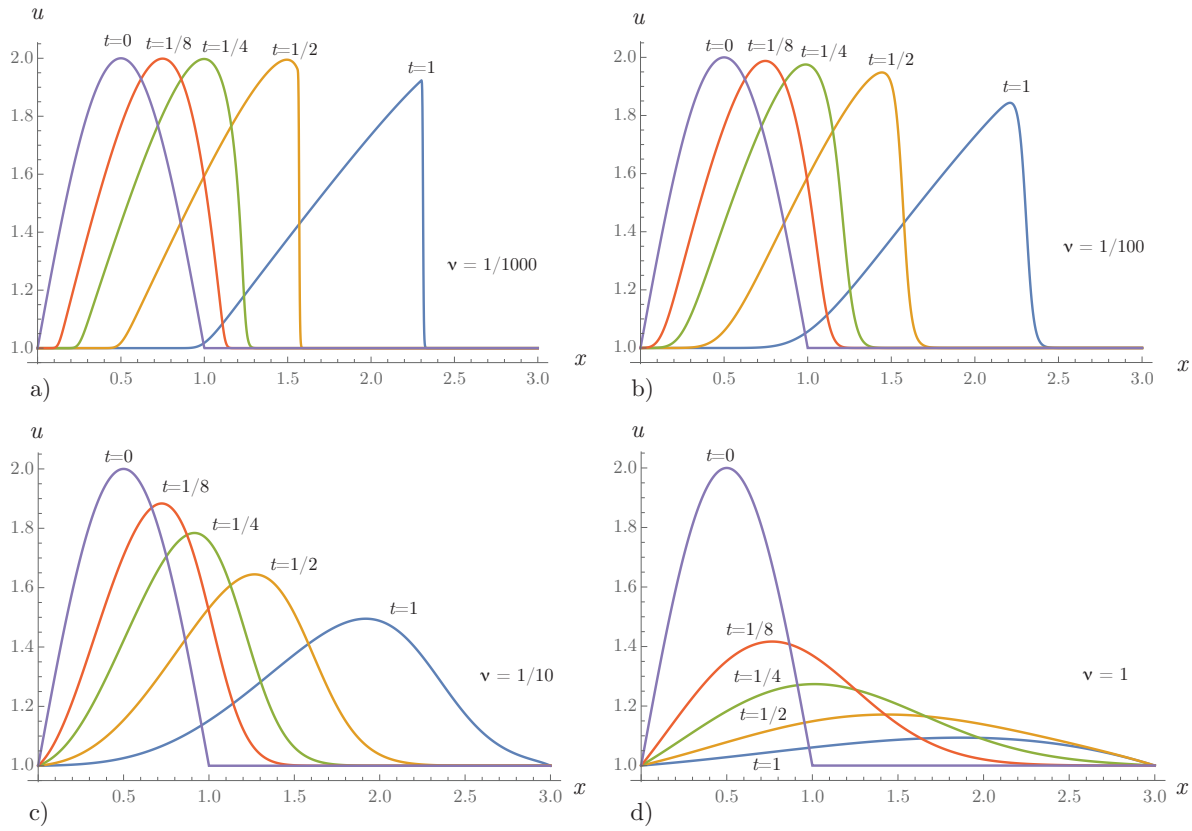 u
t=0 t=1/8 t=1/4 t=1/2 t=1
2.0
1.8
1.6
1.4
1.2
1.0
ν = 1/1000
0.5 1.0 1.5 2.0 2.5 3.0 x
a)
u
t=0 t=1/8 t=1/4 t=1/2 t=1
2.0
1.8
1.6
1.4
1.2
1.0
ν = 1/100
0.5 1.0 1.5 2.0 2.5 3.0 x
b)
u
t=0
t=1/8
t=1/4
t=1/2
t=1
2.0
1.8
1.6
1.4
1.2
1.0
ν = 1/10
0.5 1.0 1.5 2.0 2.5 3.0 x
c)
u
t=0
t=1/8
t=1/4
t=1/2
t=1
2.0
1.8
1.6
1.4
1.2
1.0
ν = 1
0.5 1.0 1.5 2.0 2.5 3.0 x
d)